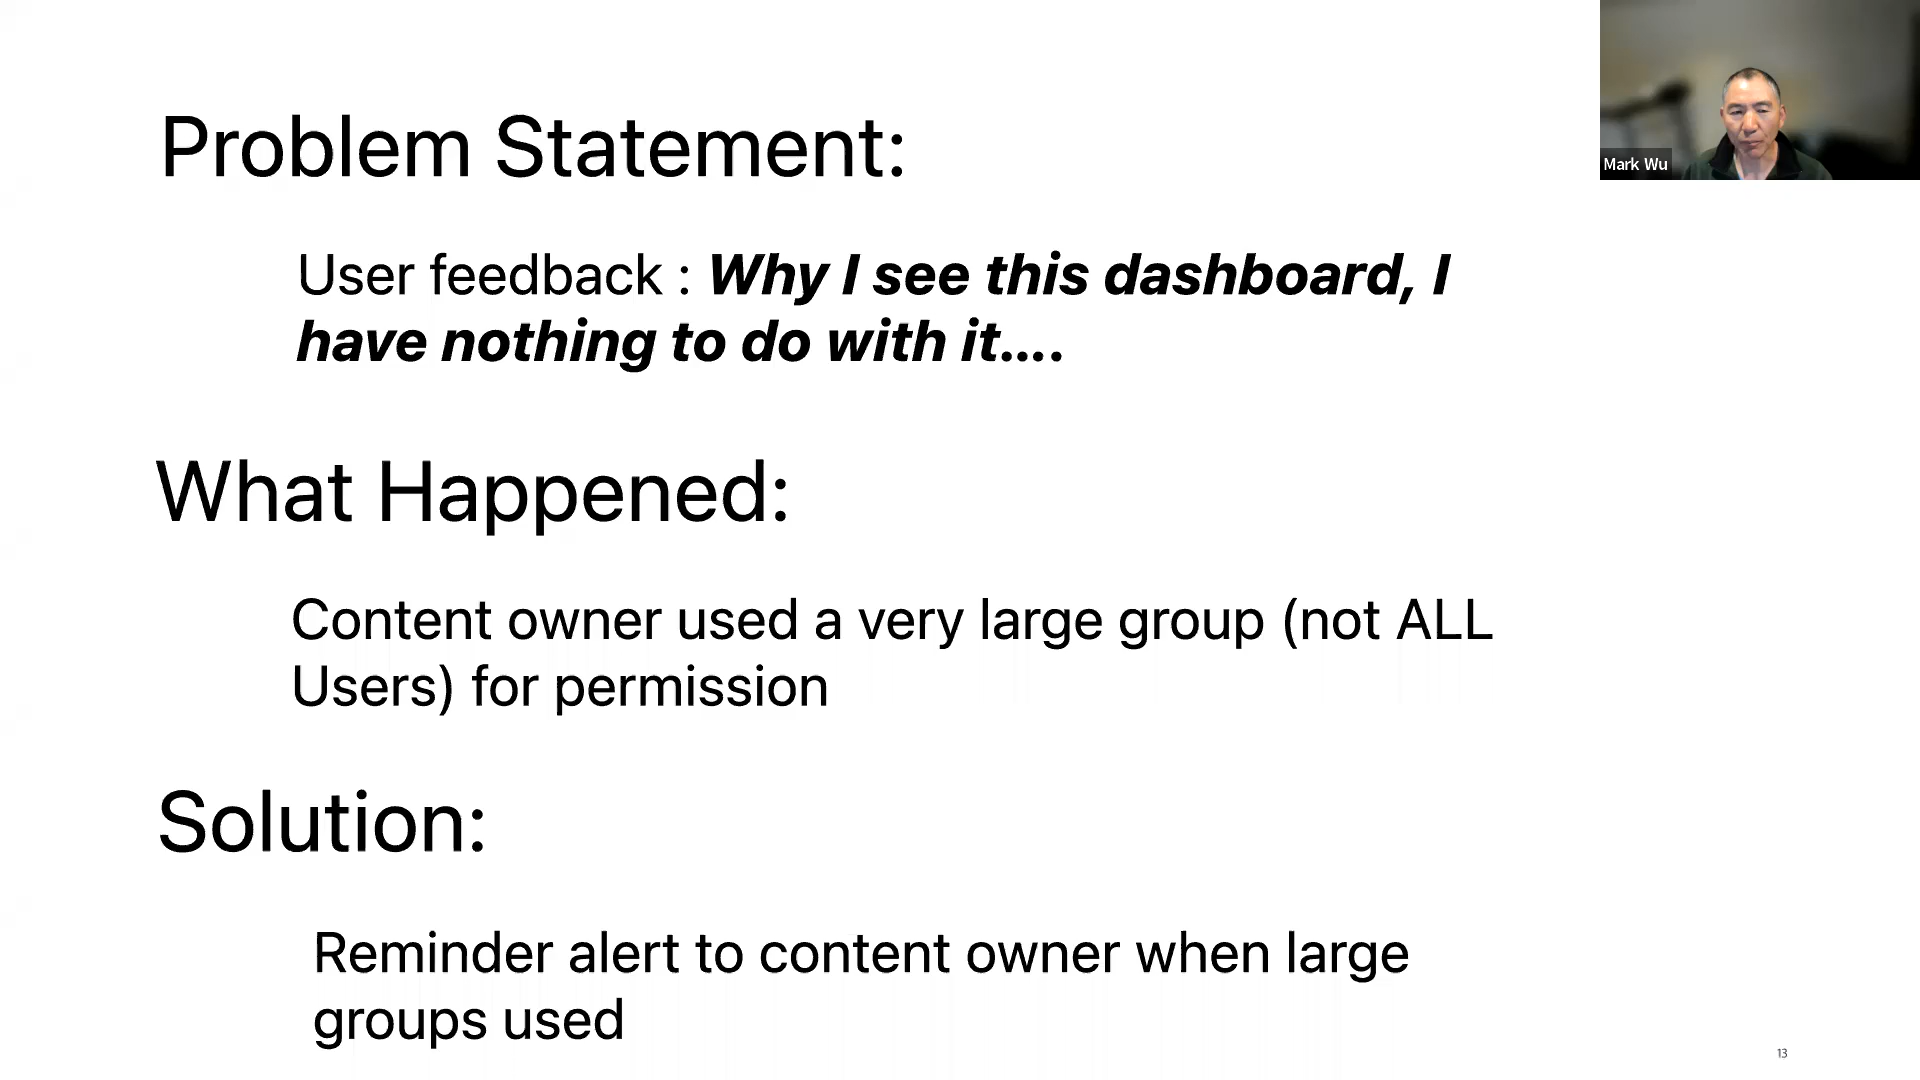 Problem Statement:
Mark Wu
User feedback : Why I see this dashboard, I
have nothing to do with it....
What Happened:
Content owner used a very large group (not ALL
Users) for permission
Solution:
Reminder alert to content owner when large
groups used
13